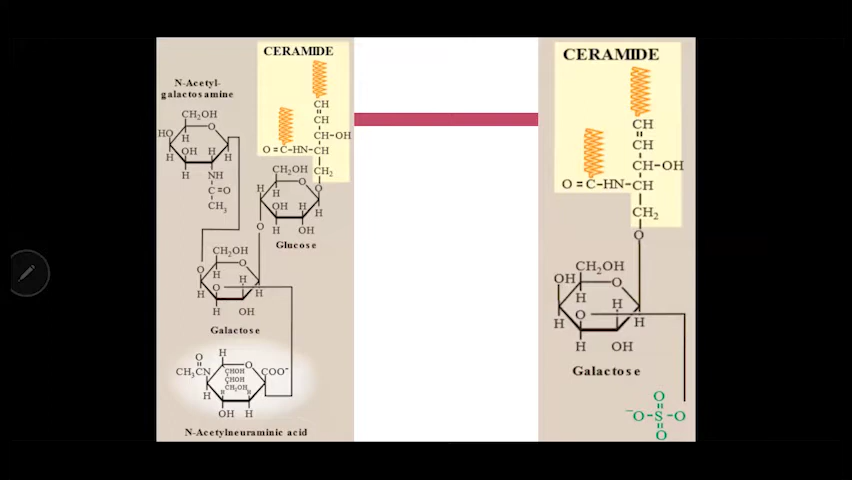 CERAMIDE
N-Acetyl-
galactosamine
CH₂OH
HO
O
H
OH
H
H
H
H
NH
C=O
CH₃
CH
CH
CH-OH
O=C-HN-CH
CH₂
O
CH₂OH
O
H
H
OH
H
H
H
OH
O
Glucose
CH₂OH
O
O
H
H
H
O
H
H
OH
Galactose
O
CH₃CN
H
H
O
COO⁻
CHOH
CHOH
CH₂OH
H
H
OH
H
N-Acetylneuraminic acid
CERAMIDE
CH
CH
CH-OH
O=C-HN-CH
CH₂
O
CH₂OH
OH
O
H
H
H
O
H
H
OH
Galactose
O
⁻O-S-O
O